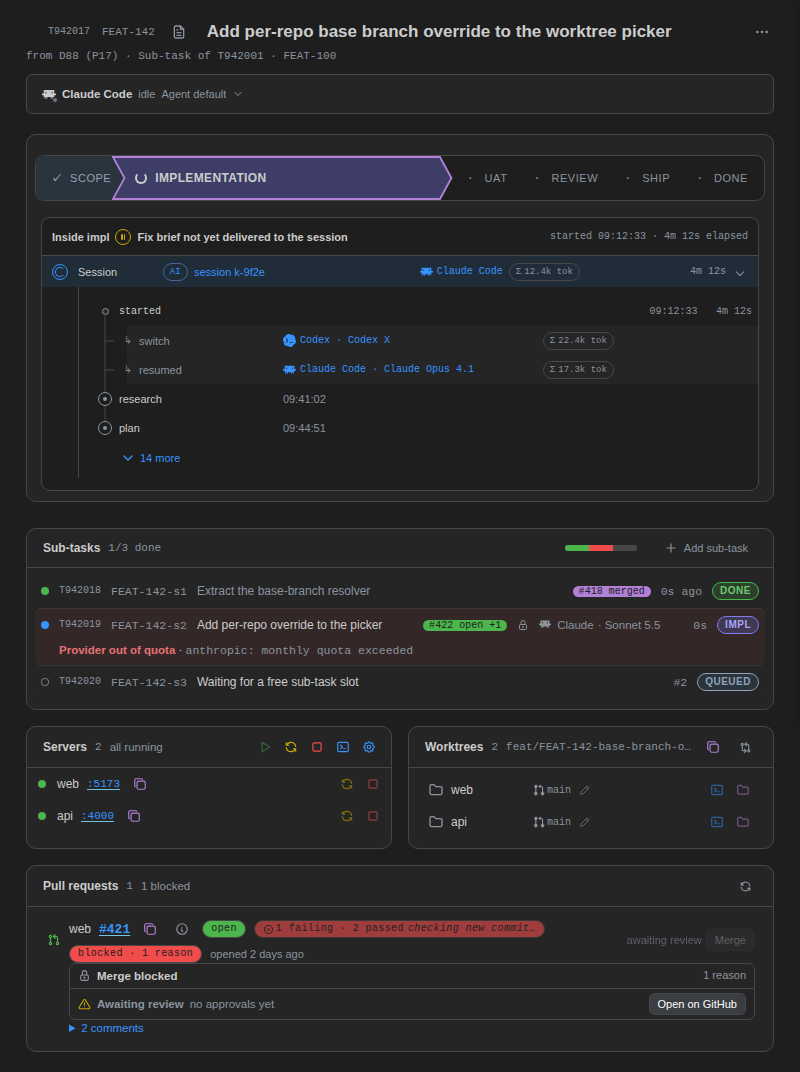 T942017 FEAT-142 Add per-repo base branch override to the worktree picker
from D88 (P17) · Sub-task of T942001 · FEAT-100
Claude Code idle Agent default
SCOPE IMPLEMENTATION · UAT · REVIEW · SHIP · DONE
Inside impl Fix brief not yet delivered to the session started 09:12:33 · 4m 12s elapsed
Session AI session k-9f2e Claude Code Σ 12.4k tok 4m 12s
started 09:12:33 4m 12s
↳ switch Codex · Codex X Σ 22.4k tok
↳ resumed Claude Code · Claude Opus 4.1 Σ 17.3k tok
research 09:41:02
plan 09:44:51
14 more
Sub-tasks 1/3 done Add sub-task
T942018 FEAT-142-s1 Extract the base-branch resolver #418 merged 0s ago DONE
T942019 FEAT-142-s2 Add per-repo override to the picker #422 open +1 Claude · Sonnet 5.5 0s IMPL
Provider out of quota · anthropic: monthly quota exceeded
T942020 FEAT-142-s3 Waiting for a free sub-task slot #2 QUEUED
Servers 2 all running
web :5173
api :4000
Worktrees 2 feat/FEAT-142-base-branch-o…
web main
api main
Pull requests 1 1 blocked
web #421 open 1 failing · 2 passed checking new commit…
blocked · 1 reason opened 2 days ago awaiting review Merge
Merge blocked 1 reason
Awaiting review no approvals yet Open on GitHub
2 comments